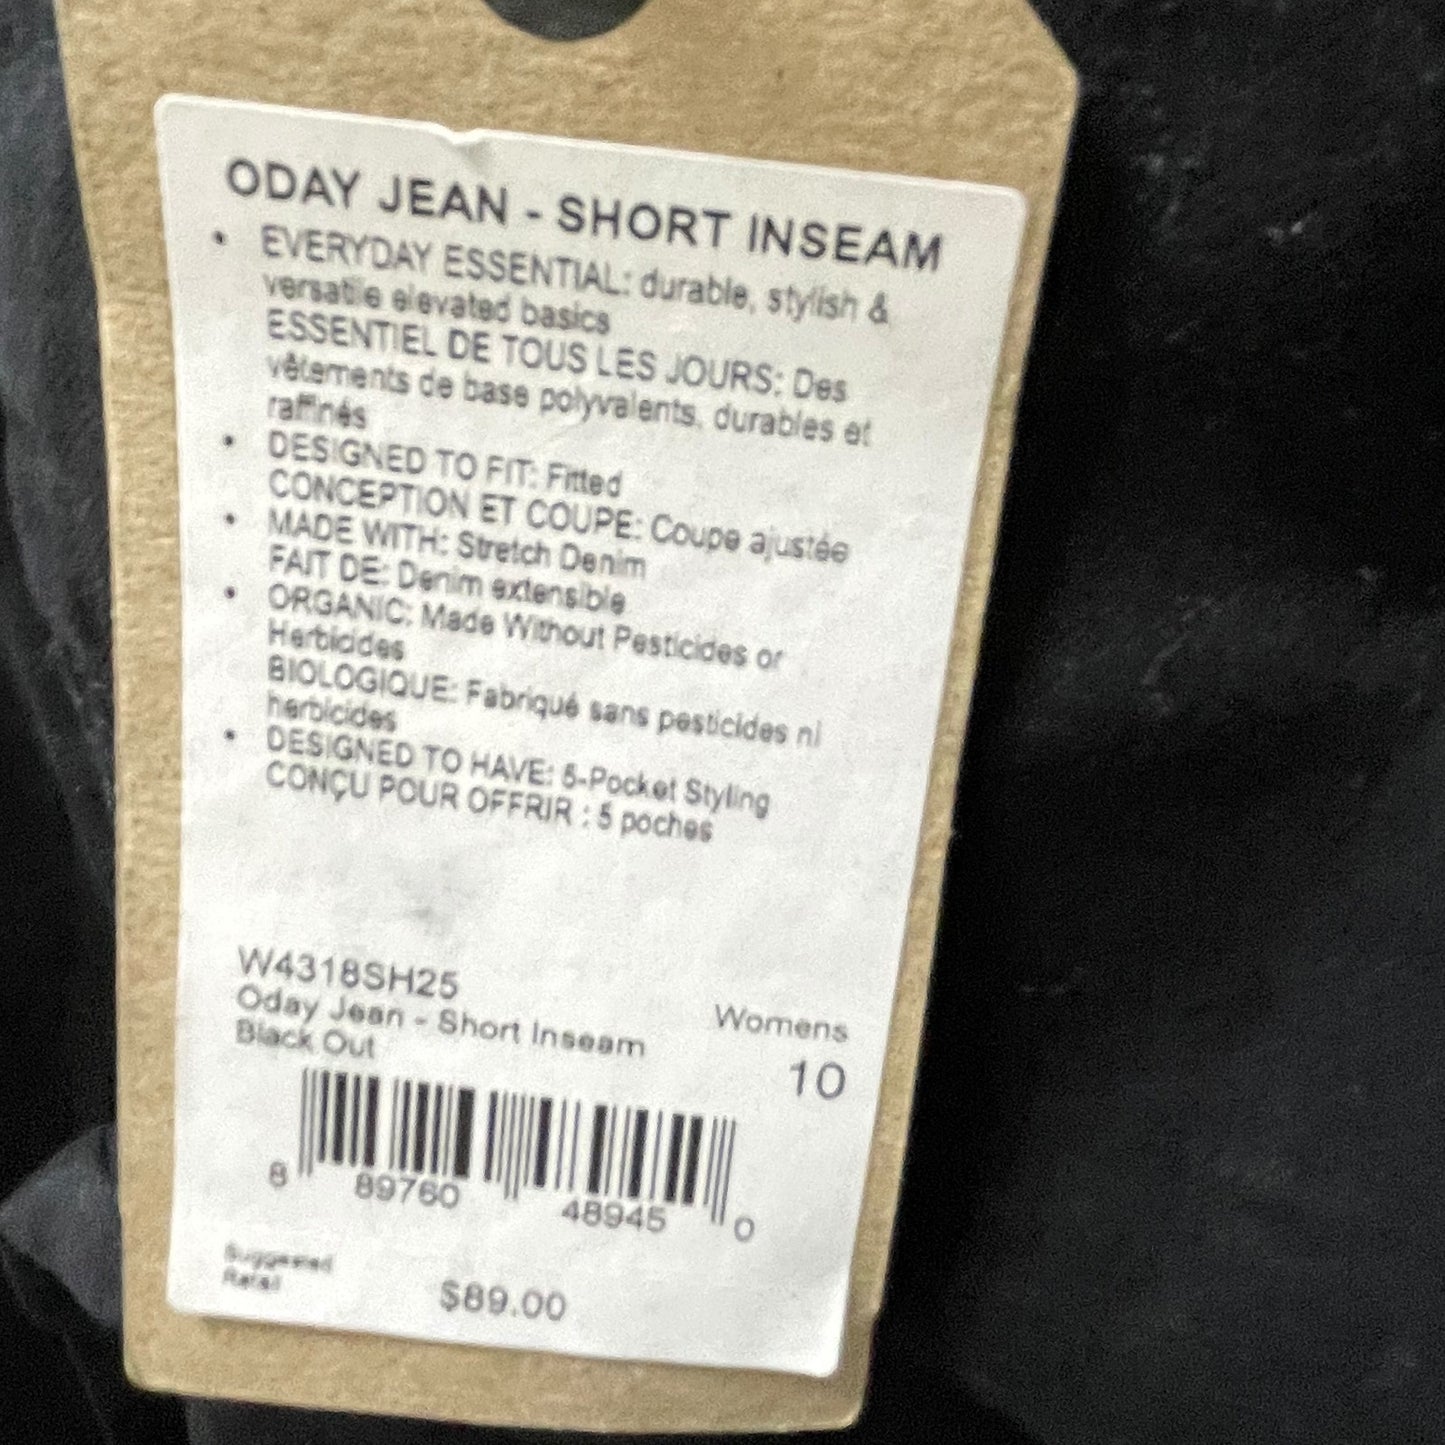 ODAY JEAN - SHORT INSEAM
• EVERYDAY ESSENTIAL: durable, stylish &
versatile elevated basics
ESSENTIEL DE TOUS LES JOURS: Des
vêtements de base polyvalents, durables et
raffinés
• DESIGNED TO FIT: Fitted
CONCEPTION ET COUPE: Coupe ajustée
• MADE WITH: Stretch Denim
FAIT DE: Denim extensible
• ORGANIC: Made Without Pesticides or
Herbicides
BIOLOGIQUE: Fabriqué sans pesticides ni
herbicides
• DESIGNED TO HAVE: 5-Pocket Styling
CONÇU POUR OFFRIR : 5 poches
W4318SH25
Oday Jean - Short Inseam
Black Out
Womens
10
8 89760 48945 0
Suggested
Retail
$89.00